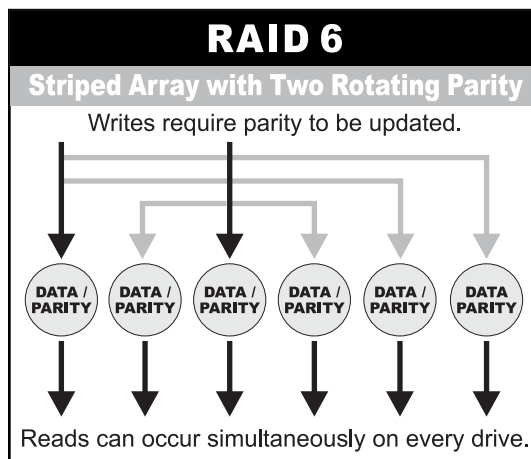 RAID 6
Striped Array with Two Rotating Parity
Writes require parity to be updated.
DATA /
PARITY
DATA /
PARITY
DATA /
PARITY
DATA /
PARITY
DATA /
PARITY
DATA
PARITY
Reads can occur simultaneously on every drive.